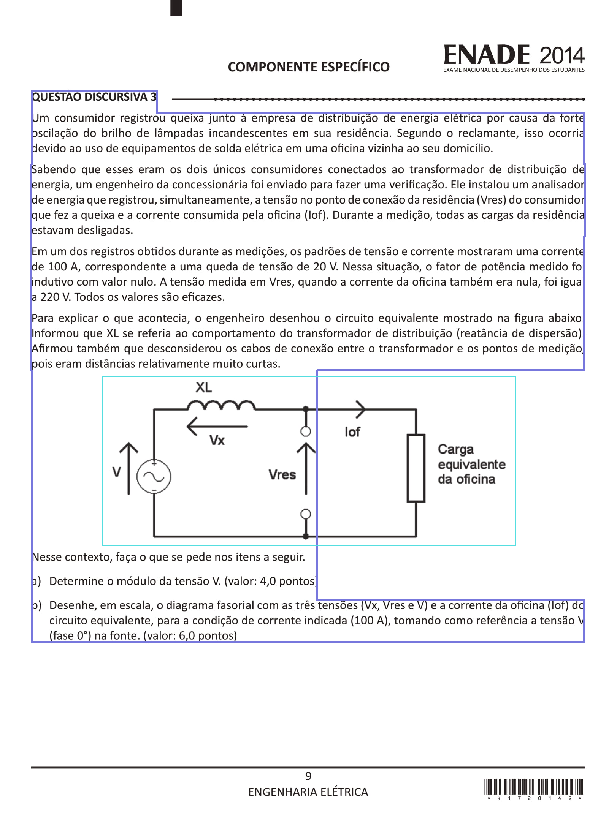 ENADE 2014
EXAME NACIONAL DE DESEMPENHO DOS ESTUDANTES
COMPONENTE ESPECÍFICO
QUESTÃO DISCURSIVA 3
Um consumidor registrou queixa junto à empresa de distribuição de energia elétrica por causa da forte
oscilação do brilho de lâmpadas incandescentes em sua residência. Segundo o reclamante, isso ocorria
devido ao uso de equipamentos de solda elétrica em uma oficina vizinha ao seu domicílio.
Sabendo que esses eram os dois únicos consumidores conectados ao transformador de distribuição de
energia, um engenheiro da concessionária foi enviado para fazer uma verificação. Ele instalou um analisador
de energia que registrou, simultaneamente, a tensão no ponto de conexão da residência (Vres) do consumidor
que fez a queixa e a corrente consumida pela oficina (Iof). Durante a medição, todas as cargas da residência
estavam desligadas.
Em um dos registros obtidos durante as medições, os padrões de tensão e corrente mostraram uma corrente
de 100 A, correspondente a uma queda de tensão de 20 V. Nessa situação, o fator de potência medido fo
indutivo com valor nulo. A tensão medida em Vres, quando a corrente da oficina também era nula, foi igua
a 220 V. Todos os valores são eficazes.
Para explicar o que acontecia, o engenheiro desenhou o circuito equivalente mostrado na figura abaixo
Informou que XL se referia ao comportamento do transformador de distribuição (reatância de dispersão)
Afirmou também que desconsiderou os cabos de conexão entre o transformador e os pontos de medição,
pois eram distâncias relativamente muito curtas.
XL
Vx
Iof
V
Vres
Carga
equivalente
da oficina
Nesse contexto, faça o que se pede nos itens a seguir.
a) Determine o módulo da tensão V. (valor: 4,0 pontos)
b) Desenhe, em escala, o diagrama fasorial com as três tensões (Vx, Vres e V) e a corrente da oficina (Iof) do
circuito equivalente, para a condição de corrente indicada (100 A), tomando como referência a tensão V
(fase 0°) na fonte. (valor: 6,0 pontos)
9
ENGENHARIA ELÉTRICA